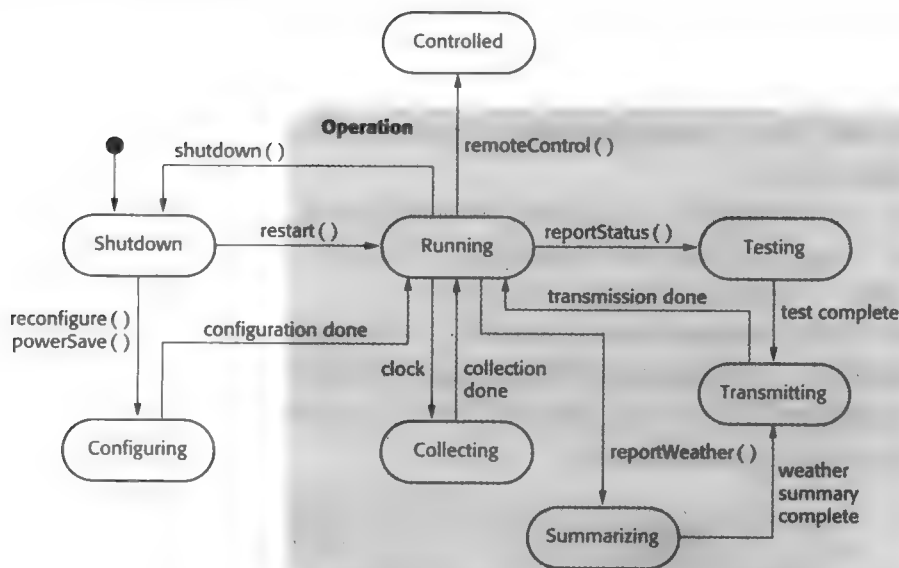 Controlled
Operation
shutdown ( )
remoteControl ( )
Shutdown
restart ( )
Running
reportStatus ( )
Testing
reconfigure ( )
powerSave ( )
configuration done
transmission done
test complete
clock
collection
done
Transmitting
Configuring
Collecting
reportWeather ( )
weather
summary
complete
Summarizing